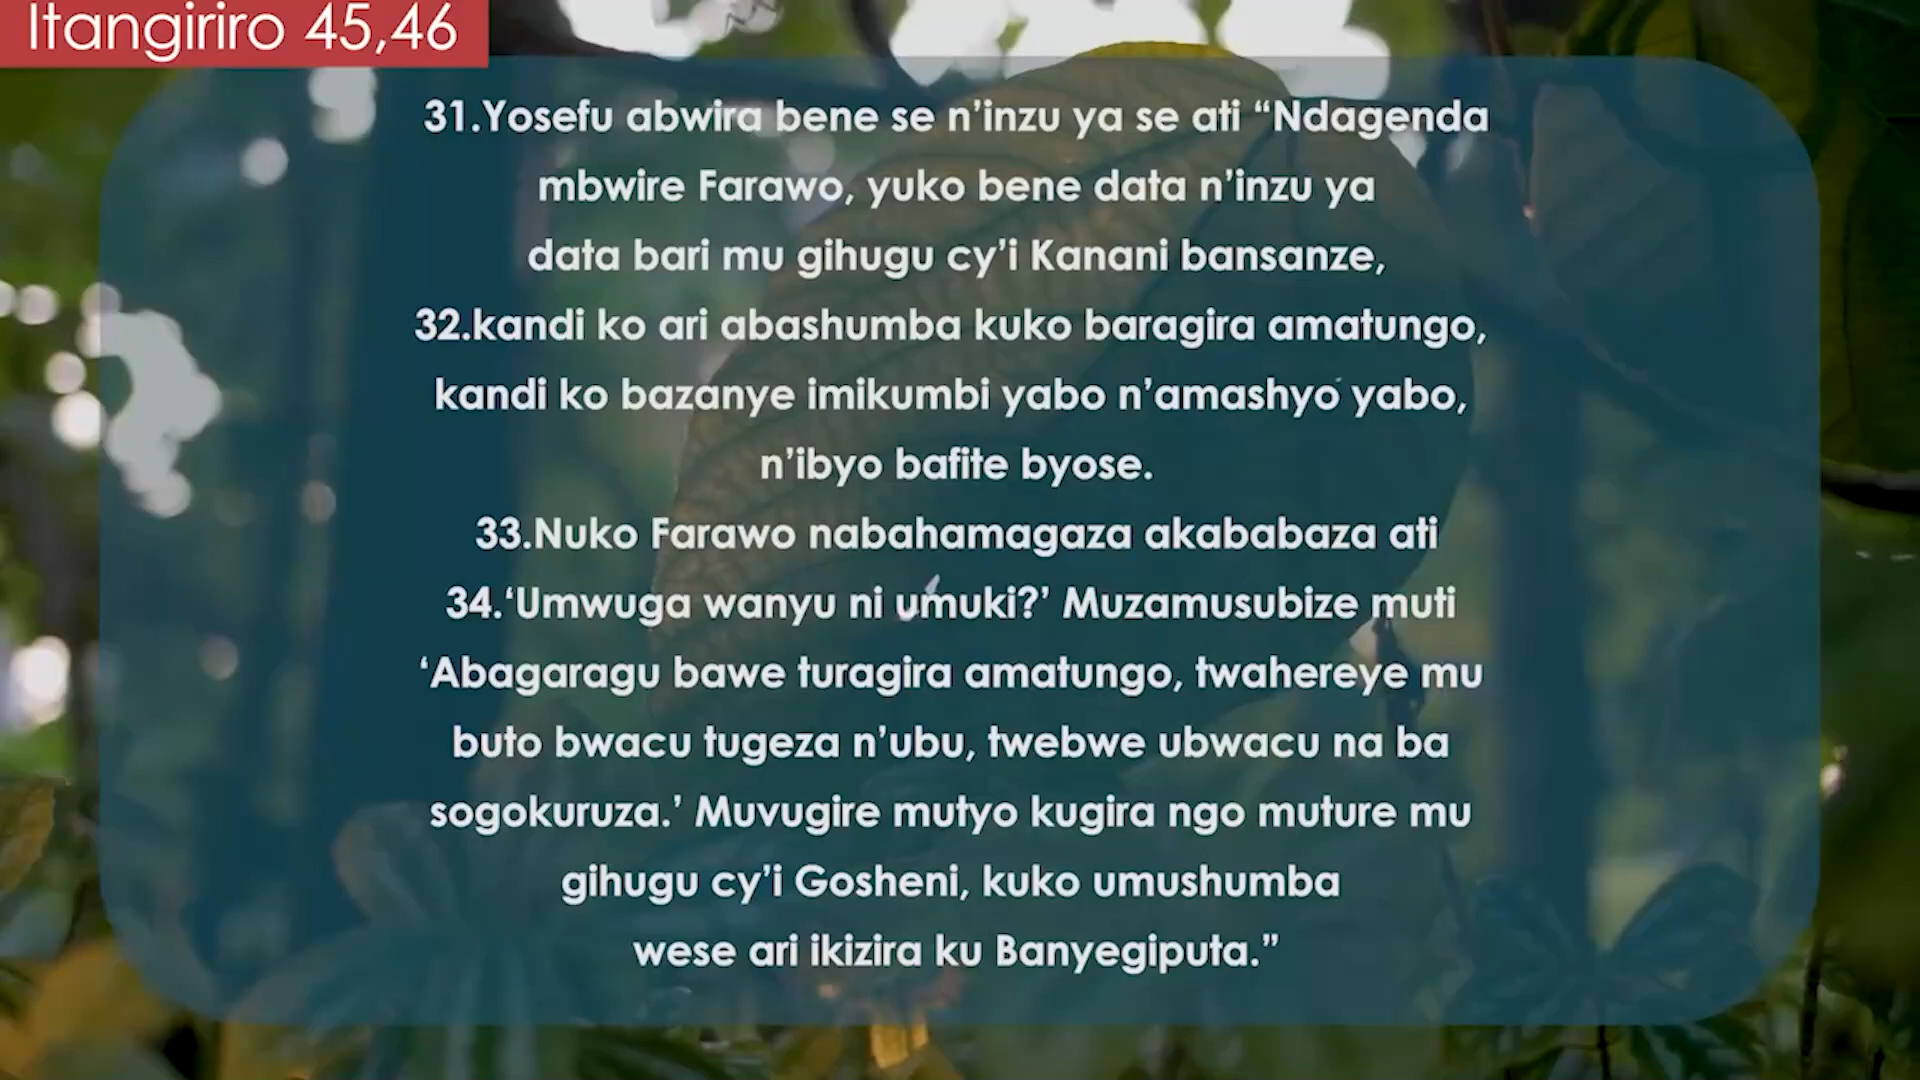 Itangiriro 45,46
31.Yosefu abwira bene se n’inzu ya se ati “Ndagenda
mbwire Farawo, yuko bene data n’inzu ya
data bari mu gihugu cy’i Kanani bansanze,
32.kandi ko ari abashumba kuko baragira amatungo,
kandi ko bazanye imikumbi yabo n’amashyo yabo,
n’ibyo bafite byose.
33.Nuko Farawo nabahamagaza akababaza ati
34.‘Umwuga wanyu ni umuki?’ Muzamusubize muti
‘Abagaragu bawe turagira amatungo, twahereye mu
buto bwacu tugeza n’ubu, twebwe ubwacu na ba
sogokuruza.’ Muvugire mutyo kugira ngo muture mu
gihugu cy’i Gosheni, kuko umushumba
wese ari ikizira ku Banyegiputa.”